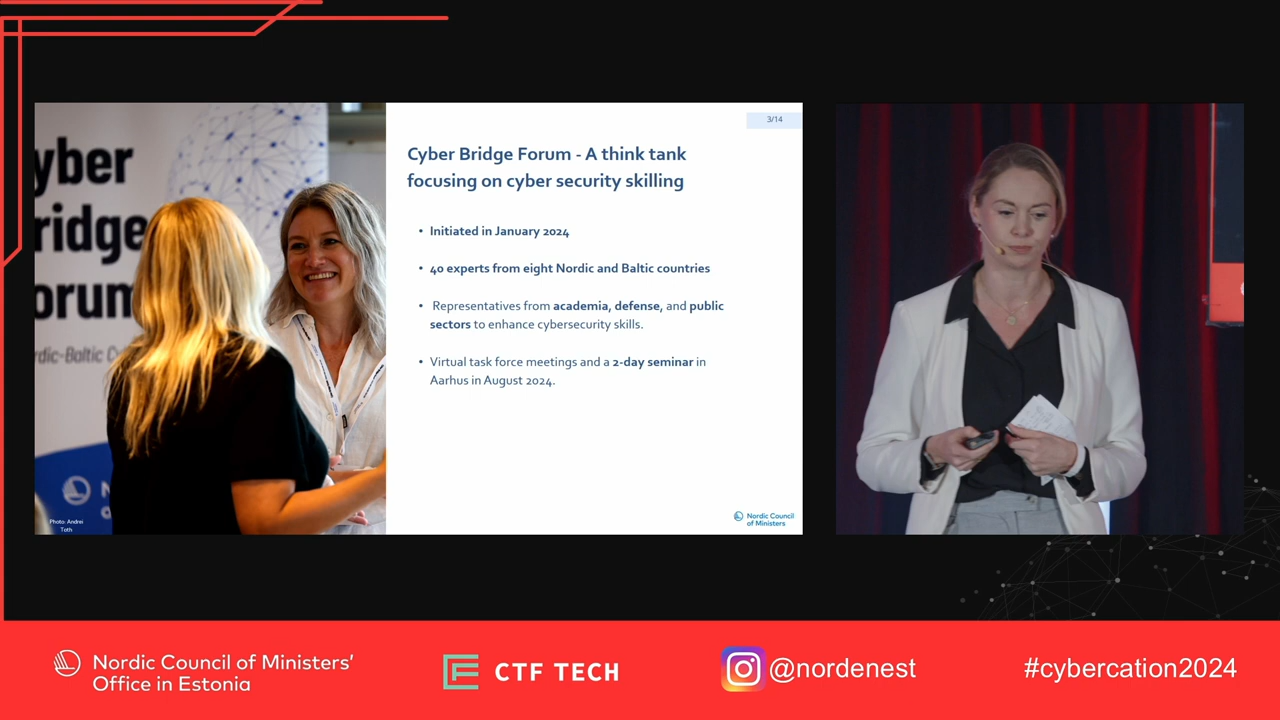 yber
ridge
orum
rdic-Baltic Cy
Photo: Andrei
Toth
3/14
Cyber Bridge Forum - A think tank
focusing on cyber security skilling
• Initiated in January 2024
• 40 experts from eight Nordic and Baltic countries
• Representatives from academia, defense, and public
sectors to enhance cybersecurity skills.
• Virtual task force meetings and a 2-day seminar in
Aarhus in August 2024.
Nordic Council
of Ministers
Nordic Council of Ministers'
Office in Estonia
CTF TECH
@nordenest
#cybercation2024